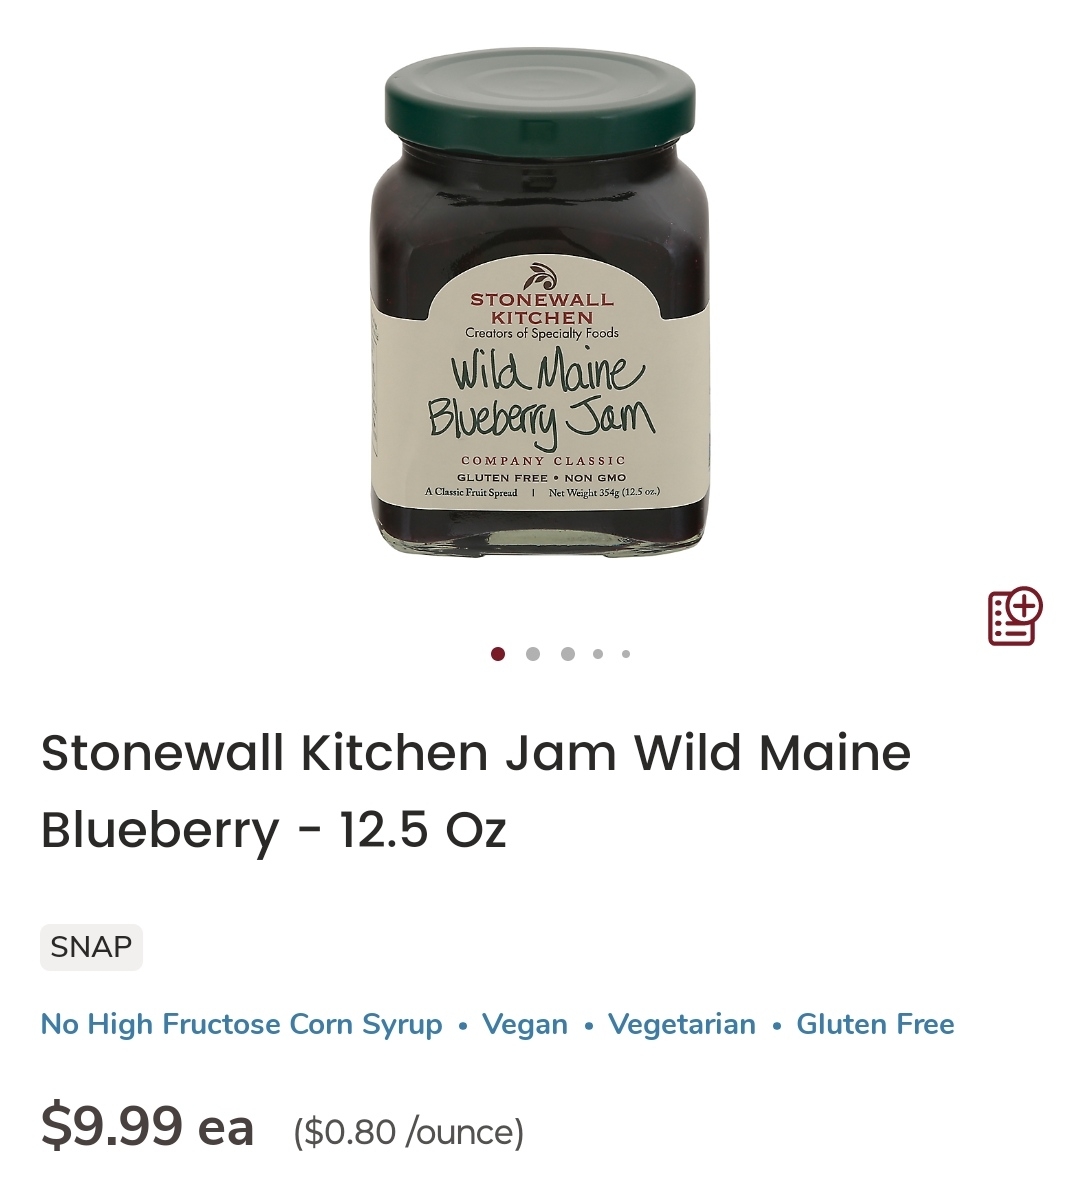 STONEWALL
KITCHEN
Creators of Specialty Foods
Wild Maine
Blueberry Jam
COMPANY CLASSIC
GLUTEN FREE • NON GMO
A Classic Fruit Spread | Net Weight 354g (12.5 oz.)
Stonewall Kitchen Jam Wild Maine
Blueberry - 12.5 Oz
SNAP
No High Fructose Corn Syrup • Vegan • Vegetarian • Gluten Free
$9.99 ea ($0.80 /ounce)